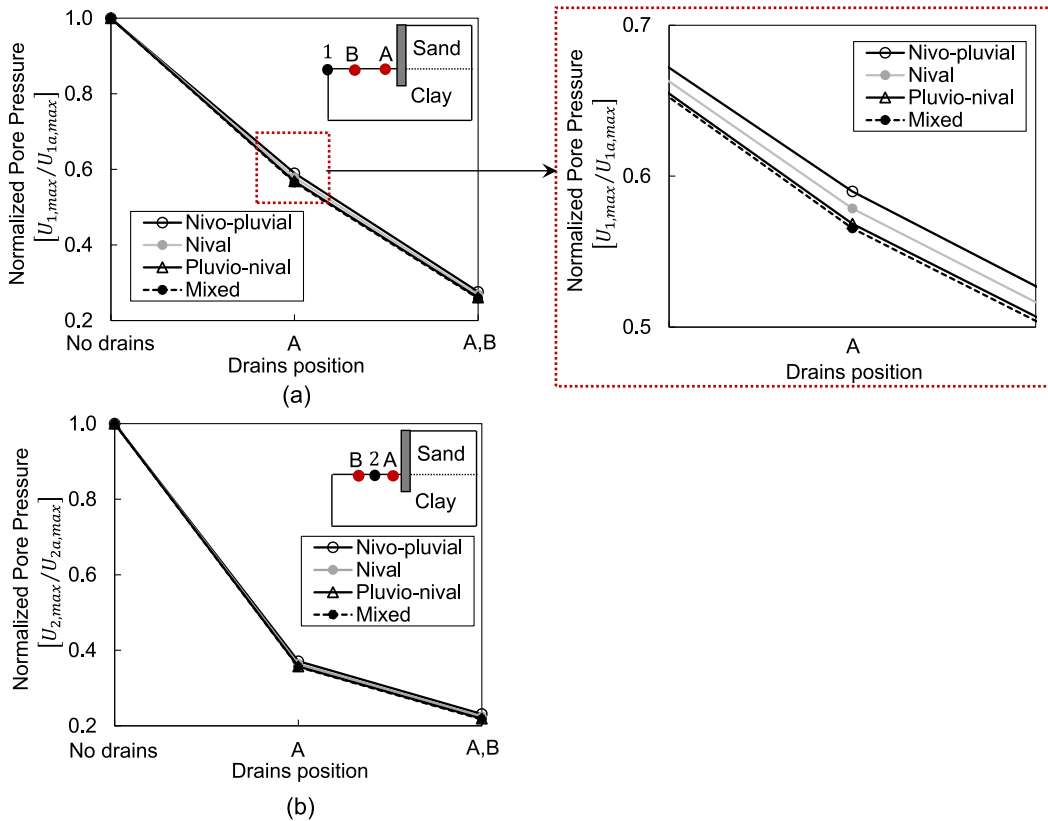 Normalized Pore Pressure
[U1,max/U1a,max]
1.0
0.8
0.6
0.4
0.2
1 B A
Sand
Clay
Nivo-pluvial
Nival
Pluvio-nival
Mixed
No drains A A,B
Drains position
(a)
Normalized Pore Pressure
[U1,max/U1a,max]
0.7
0.6
0.5
Nivo-pluvial
Nival
Pluvio-nival
Mixed
A
Drains position
Normalized Pore Pressure
[U2,max/U2a,max]
1.0
0.8
0.6
0.4
0.2
B 2 A
Sand
Clay
Nivo-pluvial
Nival
Pluvio-nival
Mixed
No drains A A,B
Drains position
(b)